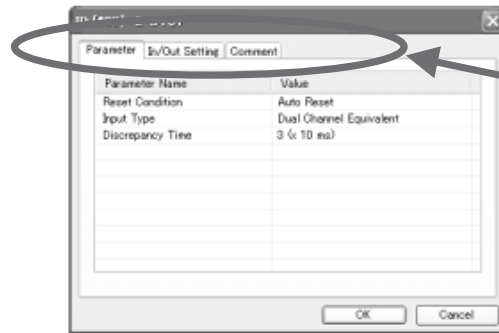 Parameter In/Out Setting Comment
Parameter Name Value
Reset Condition Auto Reset
Input Type Dual Channel Equivalent
Discrepancy Time 3 (x 10 ms)
OK Cancel